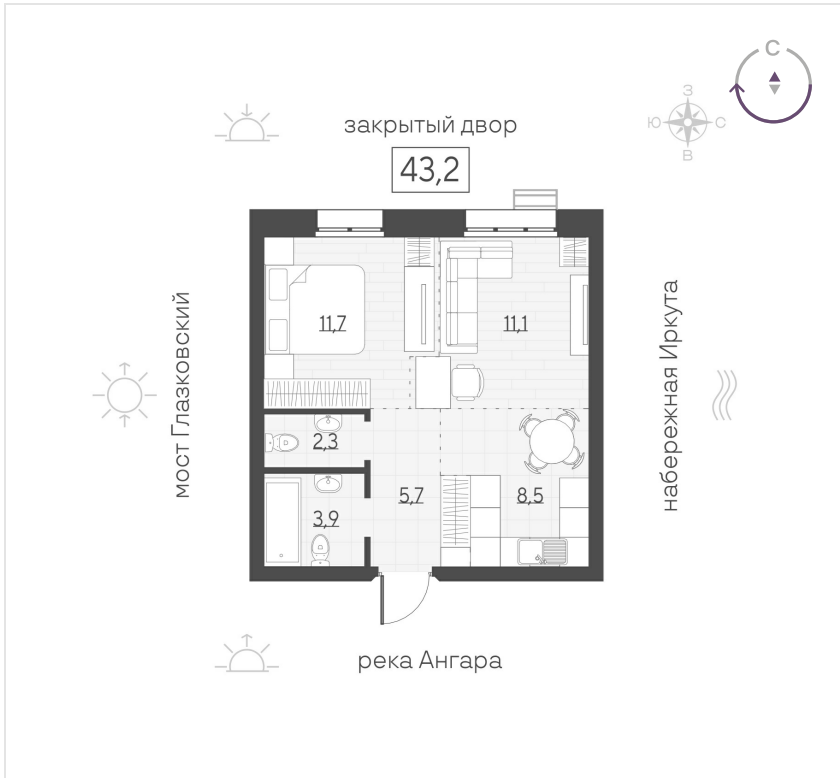 С
З
Ю
С
В
закрытый двор
43,2
мост Глазковский
набережная Иркута
11,7
11,1
2,3
5,7
8,5
3,9
река Ангара